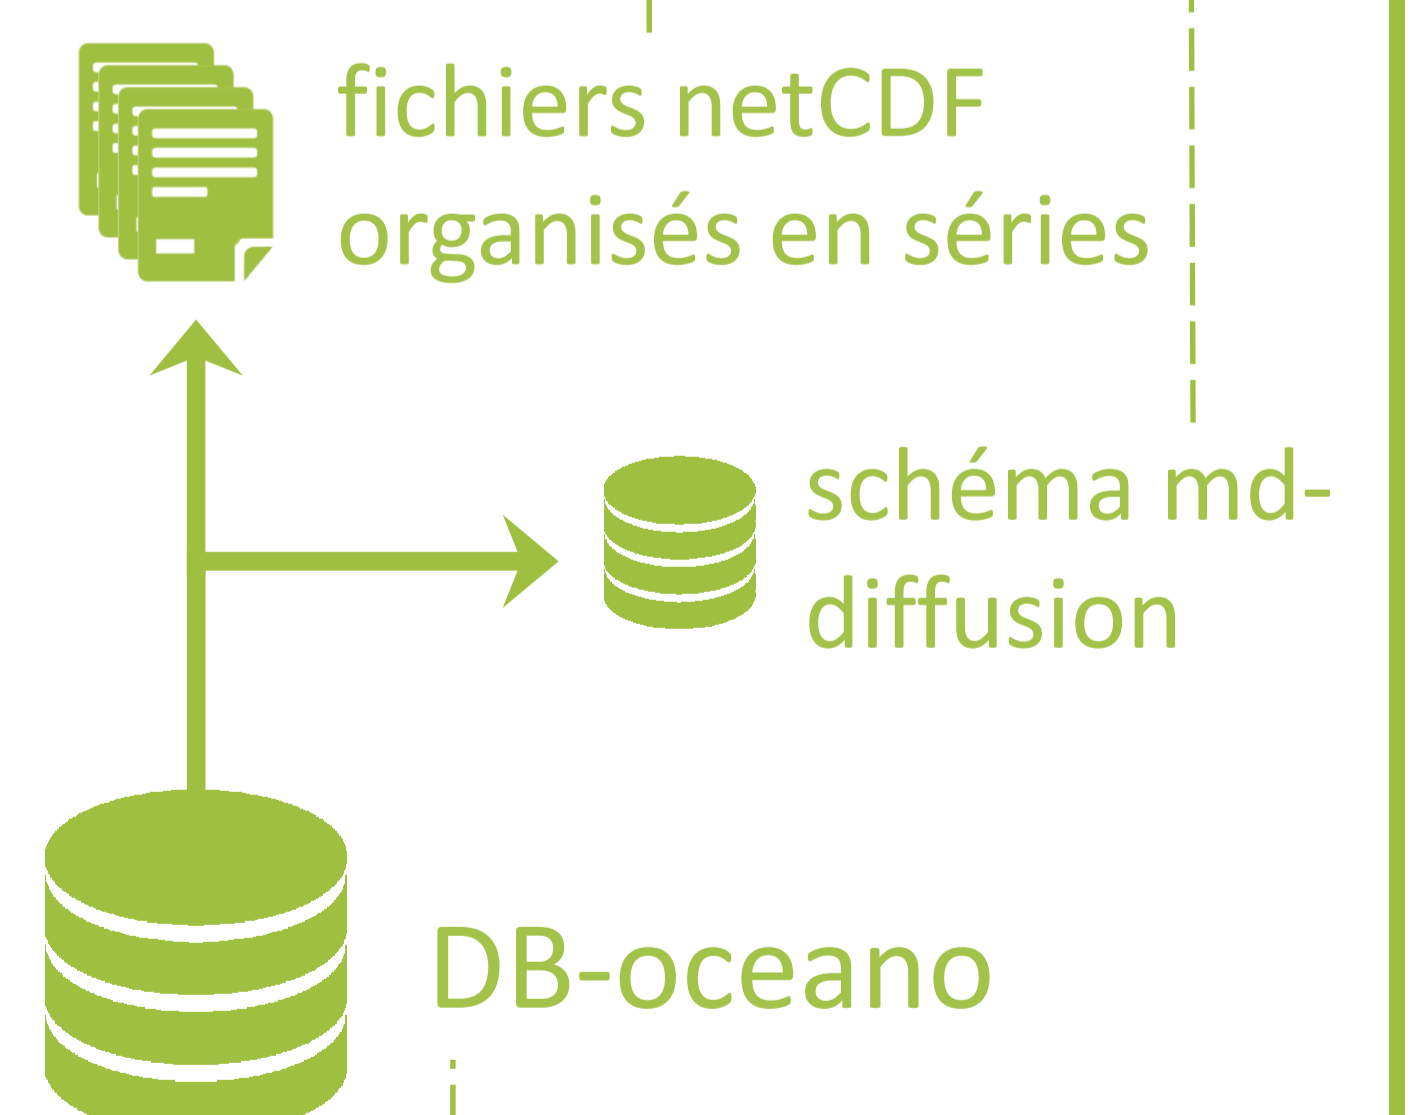 fichiers netCDF
organisés en séries
schéma md-
diffusion
DB-oceano